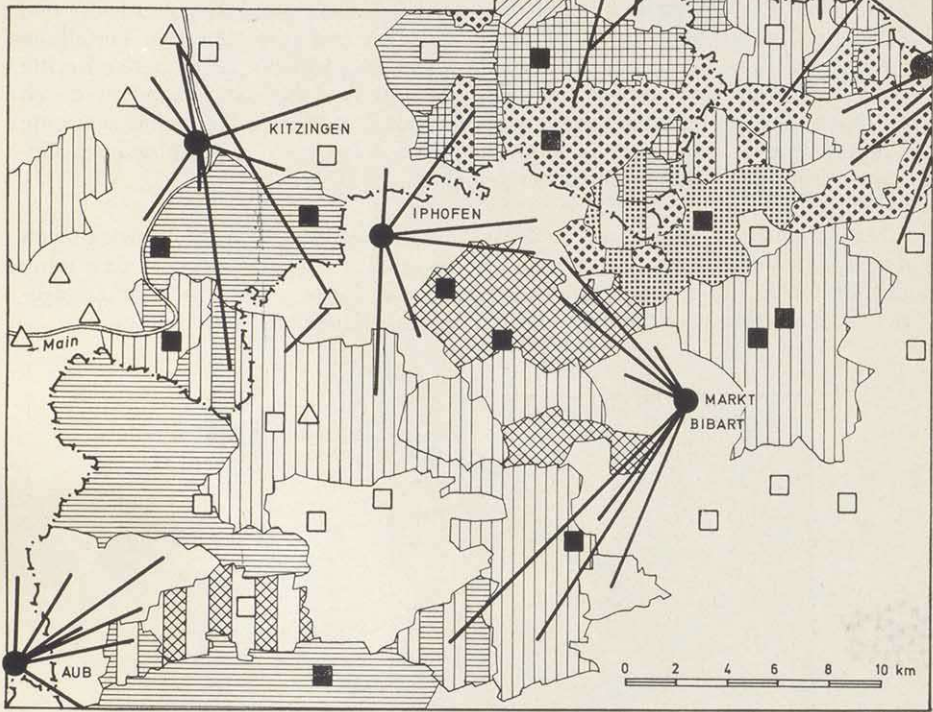 KITZINGEN
IPHOFEN
Main
MARKT
BIBART
AUB
0 2 4 6 8 10 km